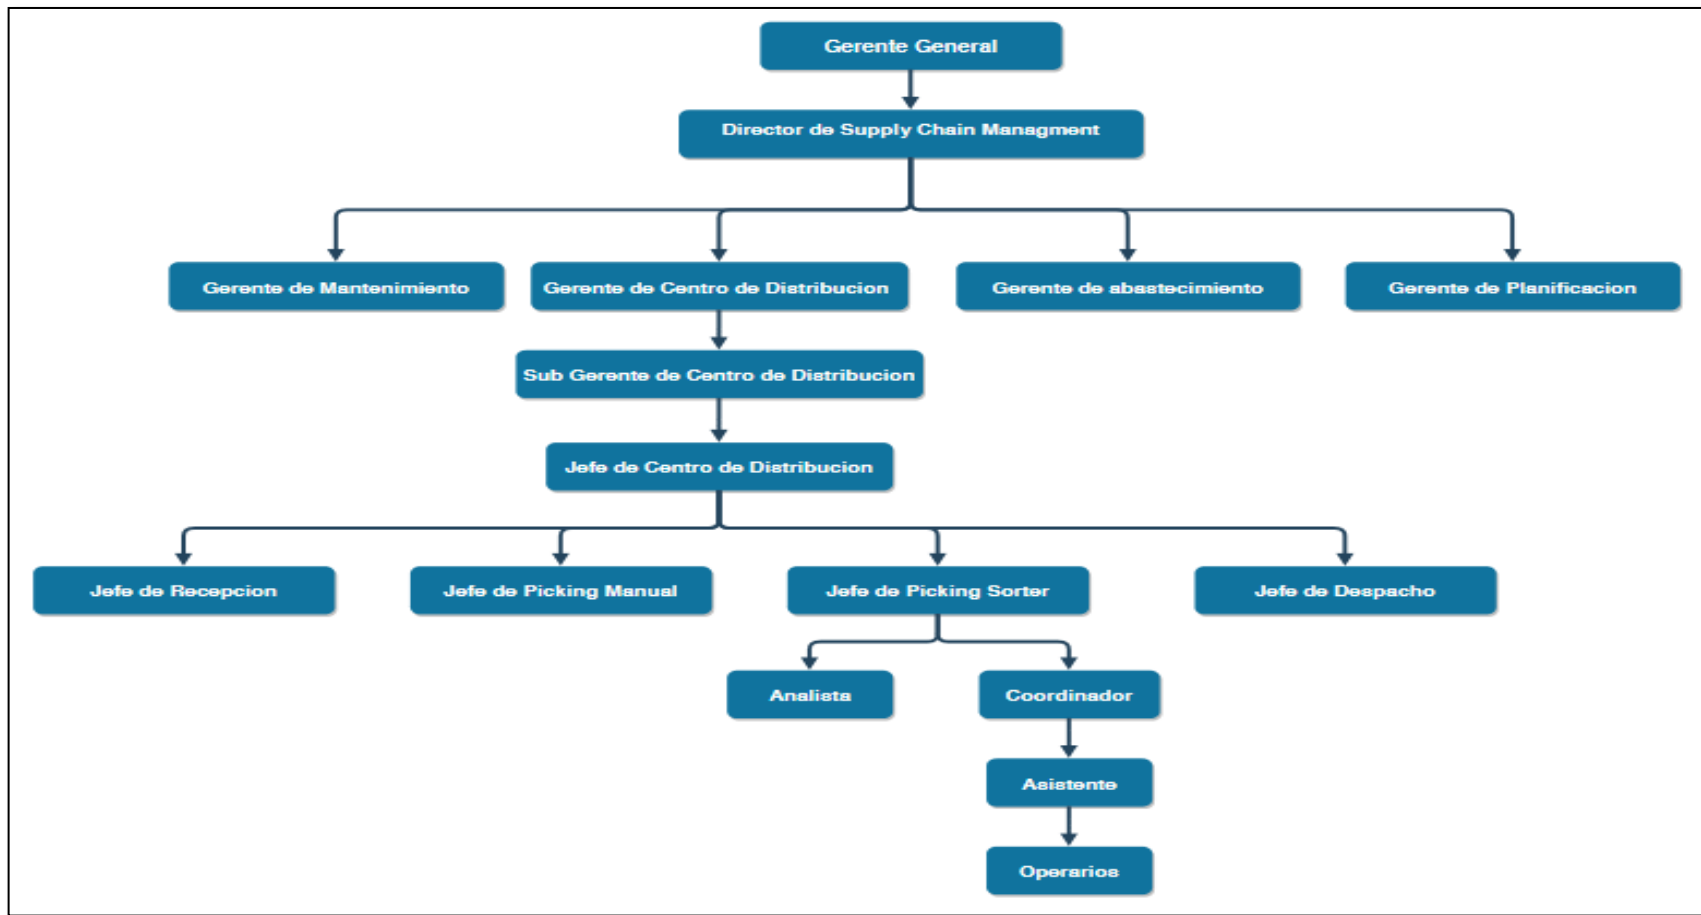 Gerente General
Director de Supply Chain Managment
Gerente de Mantenimiento
Gerente de Centro de Distribucion
Gerente de abastecimiento
Gerente de Planificacion
Sub Gerente de Centro de Distribucion
Jefe de Centro de Distribucion
Jefe de Recepcion
Jefe de Picking Manual
Jefe de Picking Sorter
Jefe de Despacho
Analista
Coordinador
Asistente
Operarios